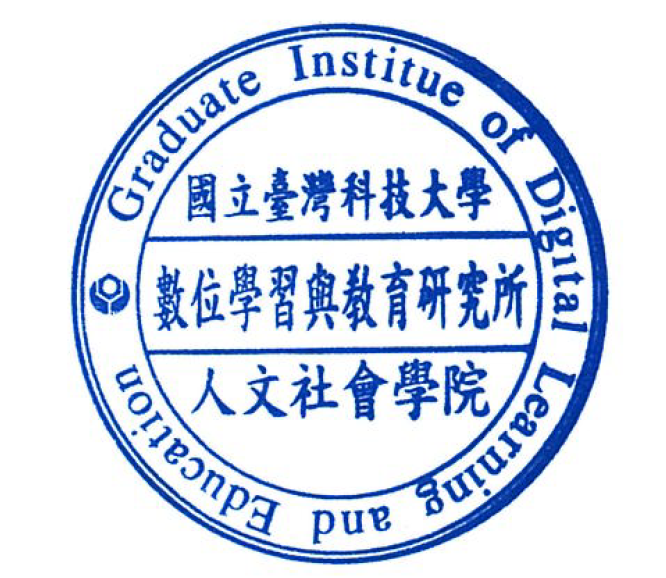 Graduate Institue of Digital Learning and Education
國立臺灣科技大學
數位學習與教育研究所
人文社會學院